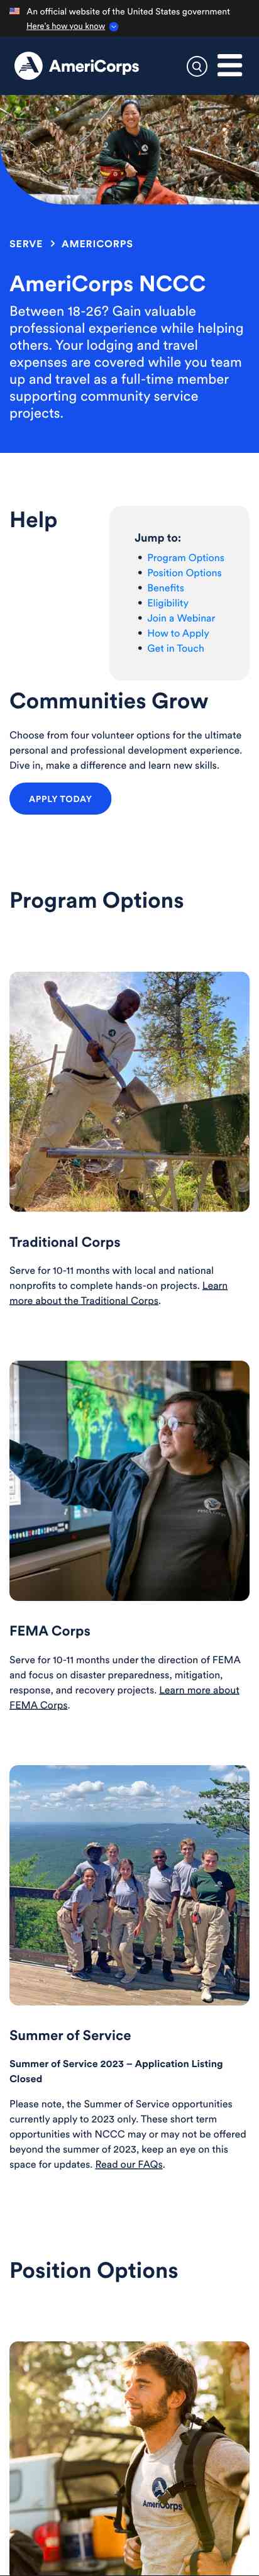 An official website of the United States government
Here's how you know
AmeriCorps
SERVE > AMERICORPS
AmeriCorps NCCC
Between 18-26? Gain valuable
professional experience while helping
others. Your lodging and travel
expenses are covered while you team
up and travel as a full-time member
supporting community service
projects.
Help
Jump to:
• Program Options
• Position Options
• Benefits
• Eligibility
• Join a Webinar
• How to Apply
• Get in Touch
Communities Grow
Choose from four volunteer options for the ultimate
personal and professional development experience.
Dive in, make a difference and learn new skills.
APPLY TODAY
Program Options
Traditional Corps
Serve for 10-11 months with local and national
nonprofits to complete hands-on projects. Learn
more about the Traditional Corps.
FEMA Corps
Serve for 10-11 months under the direction of FEMA
and focus on disaster preparedness, mitigation,
response, and recovery projects. Learn more about
FEMA Corps.
Summer of Service
Summer of Service 2023 – Application Listing
Closed
Please note, the Summer of Service opportunities
currently apply to 2023 only. These short term
opportunities with NCCC may or may not be offered
beyond the summer of 2023, keep an eye on this
space for updates. Read our FAQs.
Position Options
AmeriCorps